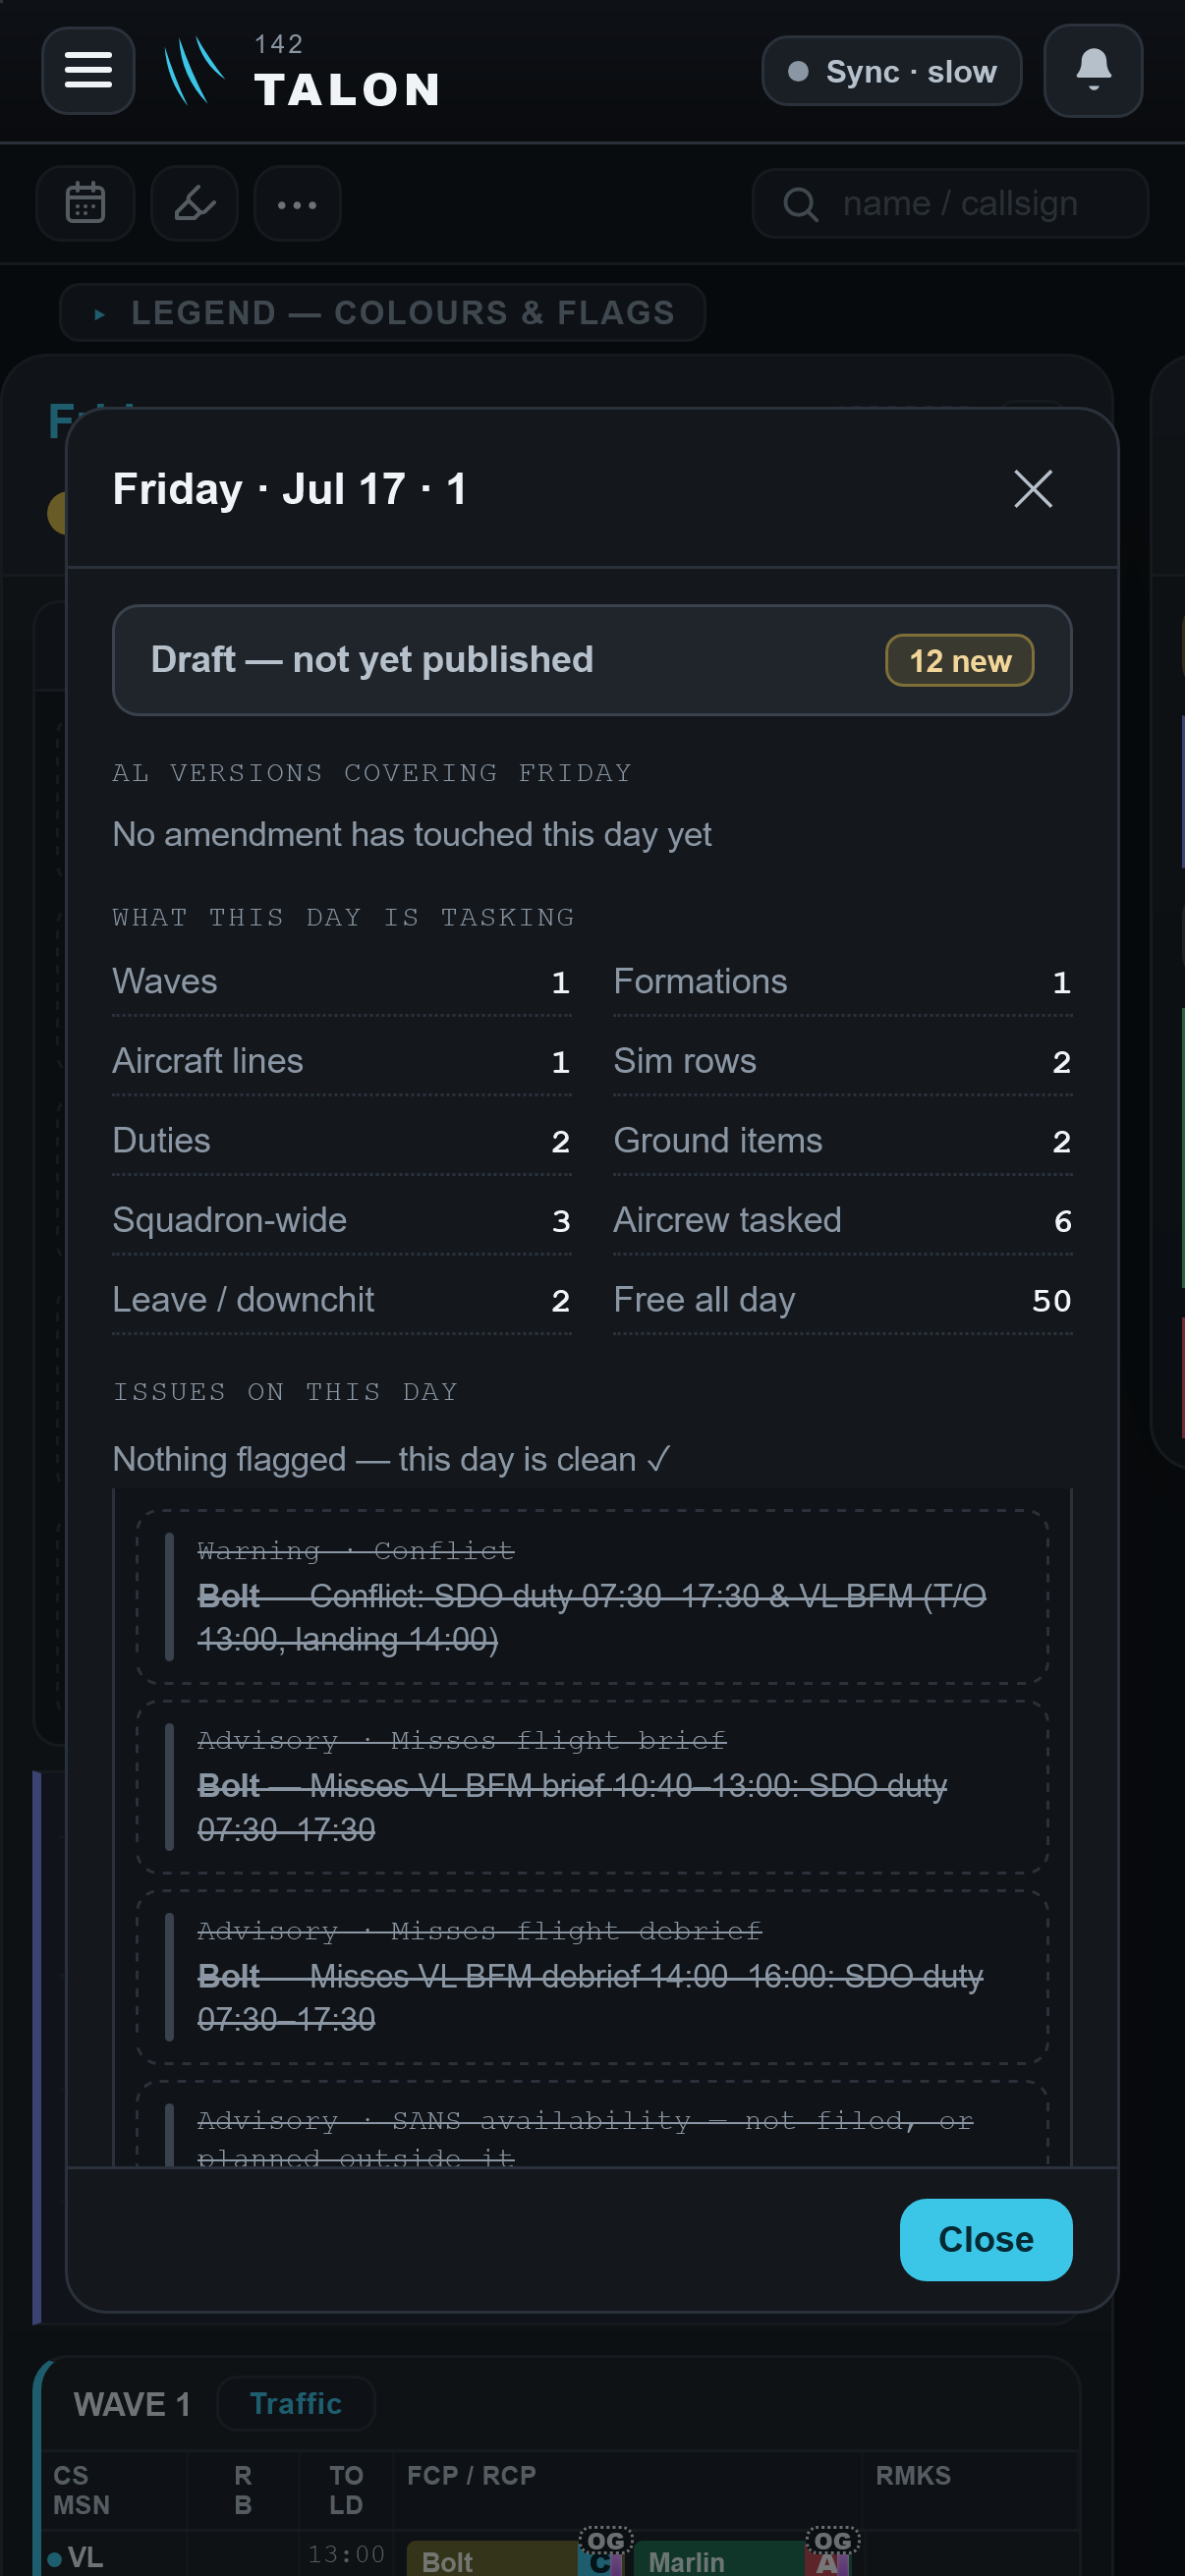 142
TALON
Sync · slow
name / callsign
▸ LEGEND — COLOURS & FLAGS
Friday · Jul 17 · 1
Draft — not yet published
12 new
AL VERSIONS COVERING FRIDAY
No amendment has touched this day yet
WHAT THIS DAY IS TASKING
Waves 1 Formations 1
Aircraft lines 1 Sim rows 2
Duties 2 Ground items 2
Squadron-wide 3 Aircrew tasked 6
Leave / downchit 2 Free all day 50
ISSUES ON THIS DAY
Nothing flagged — this day is clean ✓
Warning · Conflict
Bolt — Conflict: SDO duty 07:30–17:30 & VL BFM (T/O
13:00, landing 14:00)
Advisory · Misses flight brief
Bolt — Misses VL BFM brief 10:40–13:00: SDO duty
07:30–17:30
Advisory · Misses flight debrief
Bolt — Misses VL BFM debrief 14:00–16:00: SDO duty
07:30–17:30
Advisory · SANS availability — not filed, or
planned outside it
Close
WAVE 1 Traffic
CS R TO FCP / RCP RMKS
MSN B LD
VL 13:00 Bolt C OG Marlin A OG